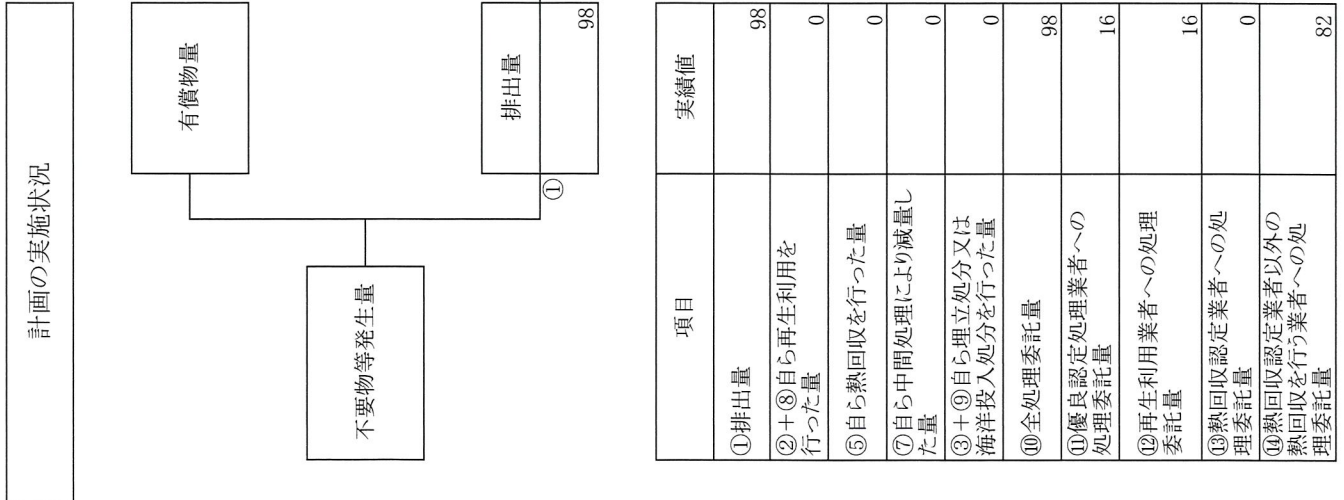 計画の実施状況
有償物量
不要物等発生量
排出量
①
98
項目
実績値
①排出量
98
②+⑧自ら再生利用を
行った量
0
⑤自ら熱回収を行った量
0
⑦自ら中間処理により減量し
た量
0
③+⑨自ら埋立処分又は
海洋投入処分を行った量
0
⑩全処理委託量
98
⑪優良認定処理業者への
処理委託量
16
⑫再生利用業者への処理
委託量
16
⑬熱回収認定業者への処
理委託量
0
⑭熱回収認定業者以外の
熱回収を行う業者への処
理委託量
82